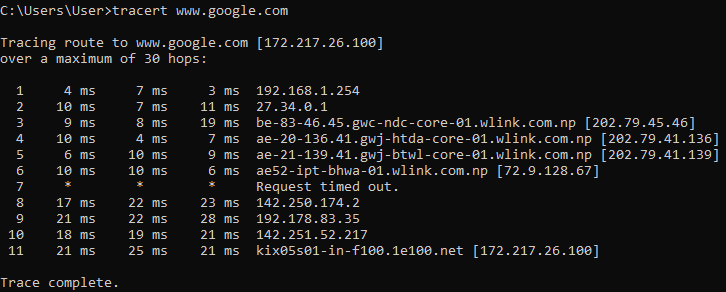 C:\Users\User>tracert www.google.com
Tracing route to www.google.com [172.217.26.100]
over a maximum of 30 hops:
1 4 ms 7 ms 3 ms 192.168.1.254
2 10 ms 7 ms 11 ms 27.34.0.1
3 9 ms 8 ms 19 ms be-83-46.45.gwc-ndc-core-01.wlink.com.np [202.79.45.46]
4 10 ms 4 ms 7 ms ae-20-136.41.gwj-htda-core-01.wlink.com.np [202.79.41.136]
5 6 ms 10 ms 9 ms ae-21-139.41.gwj-btwl-core-01.wlink.com.np [202.79.41.139]
6 10 ms 10 ms 6 ms ae52-ipt-bhwa-01.wlink.com.np [72.9.128.67]
7 * * * Request timed out.
8 17 ms 22 ms 23 ms 142.250.174.2
9 21 ms 22 ms 28 ms 192.178.83.35
10 18 ms 19 ms 21 ms 142.251.52.217
11 21 ms 25 ms 21 ms kix05s01-in-f100.1e100.net [172.217.26.100]
Trace complete.